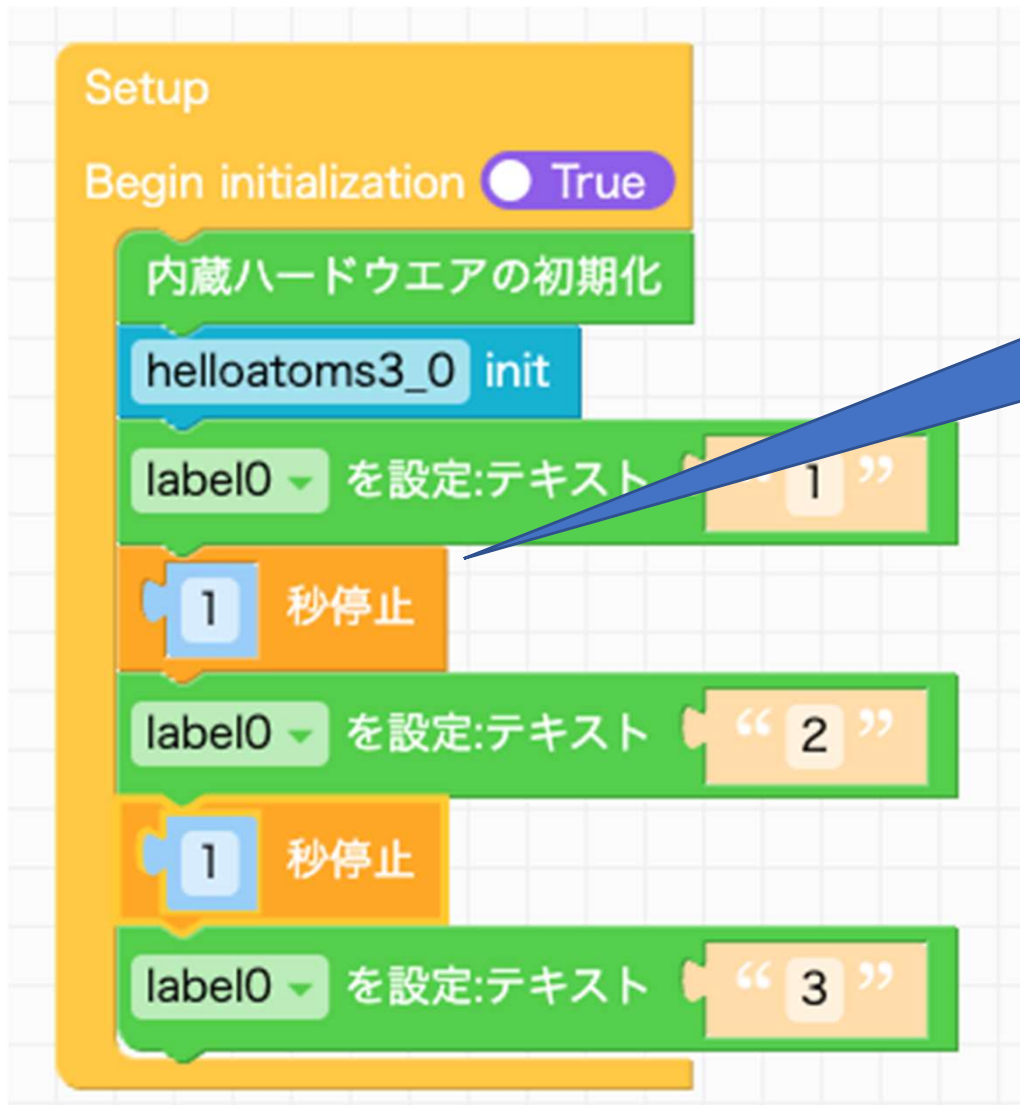 Setup
Begin initialization True
内蔵ハードウエアの初期化
helloatoms3_0 init
label0 を設定:テキスト “ 1 ”
1 秒停止
label0 を設定:テキスト “ 2 ”
1 秒停止
label0 を設定:テキスト “ 3 ”